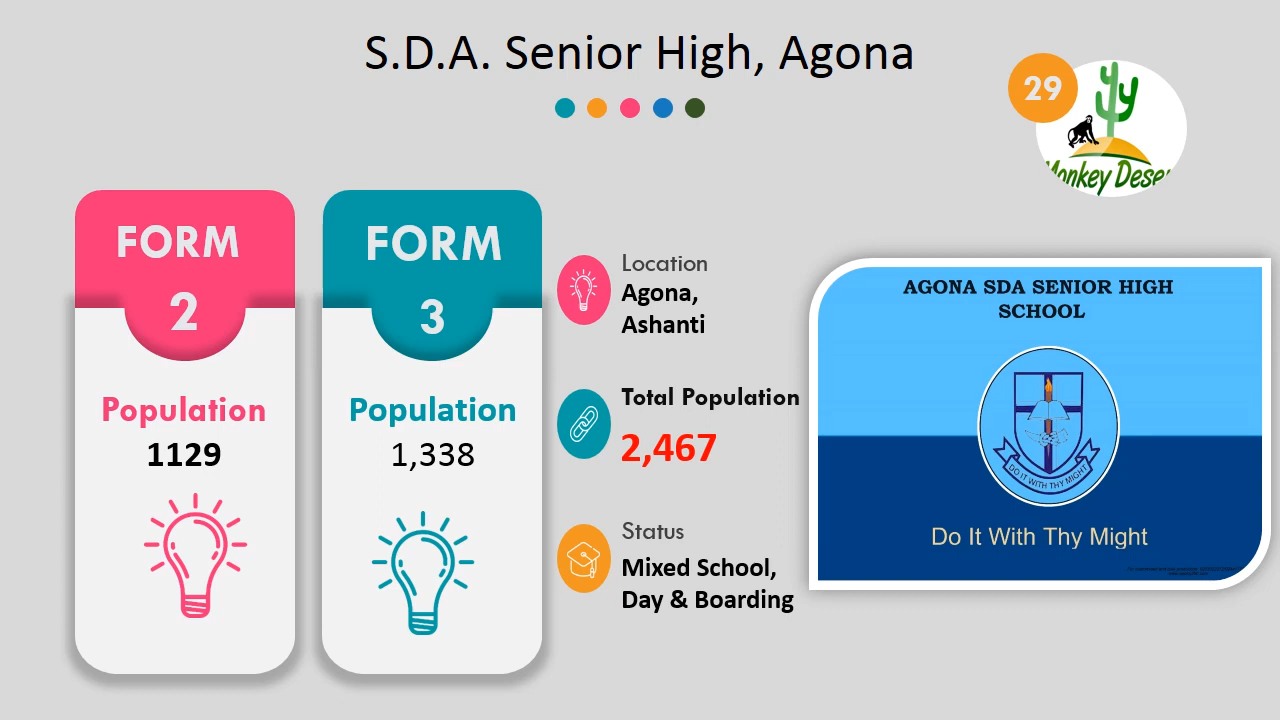 S.D.A. Senior High, Agona
29
Monkey Deser
FORM
2
Population
1129
FORM
3
Population
1,338
Location
Agona,
Ashanti
Total Population
2,467
Status
Mixed School,
Day & Boarding
AGONA SDA SENIOR HIGH
SCHOOL
DO IT WITH THY MIGHT
Do It With Thy Might